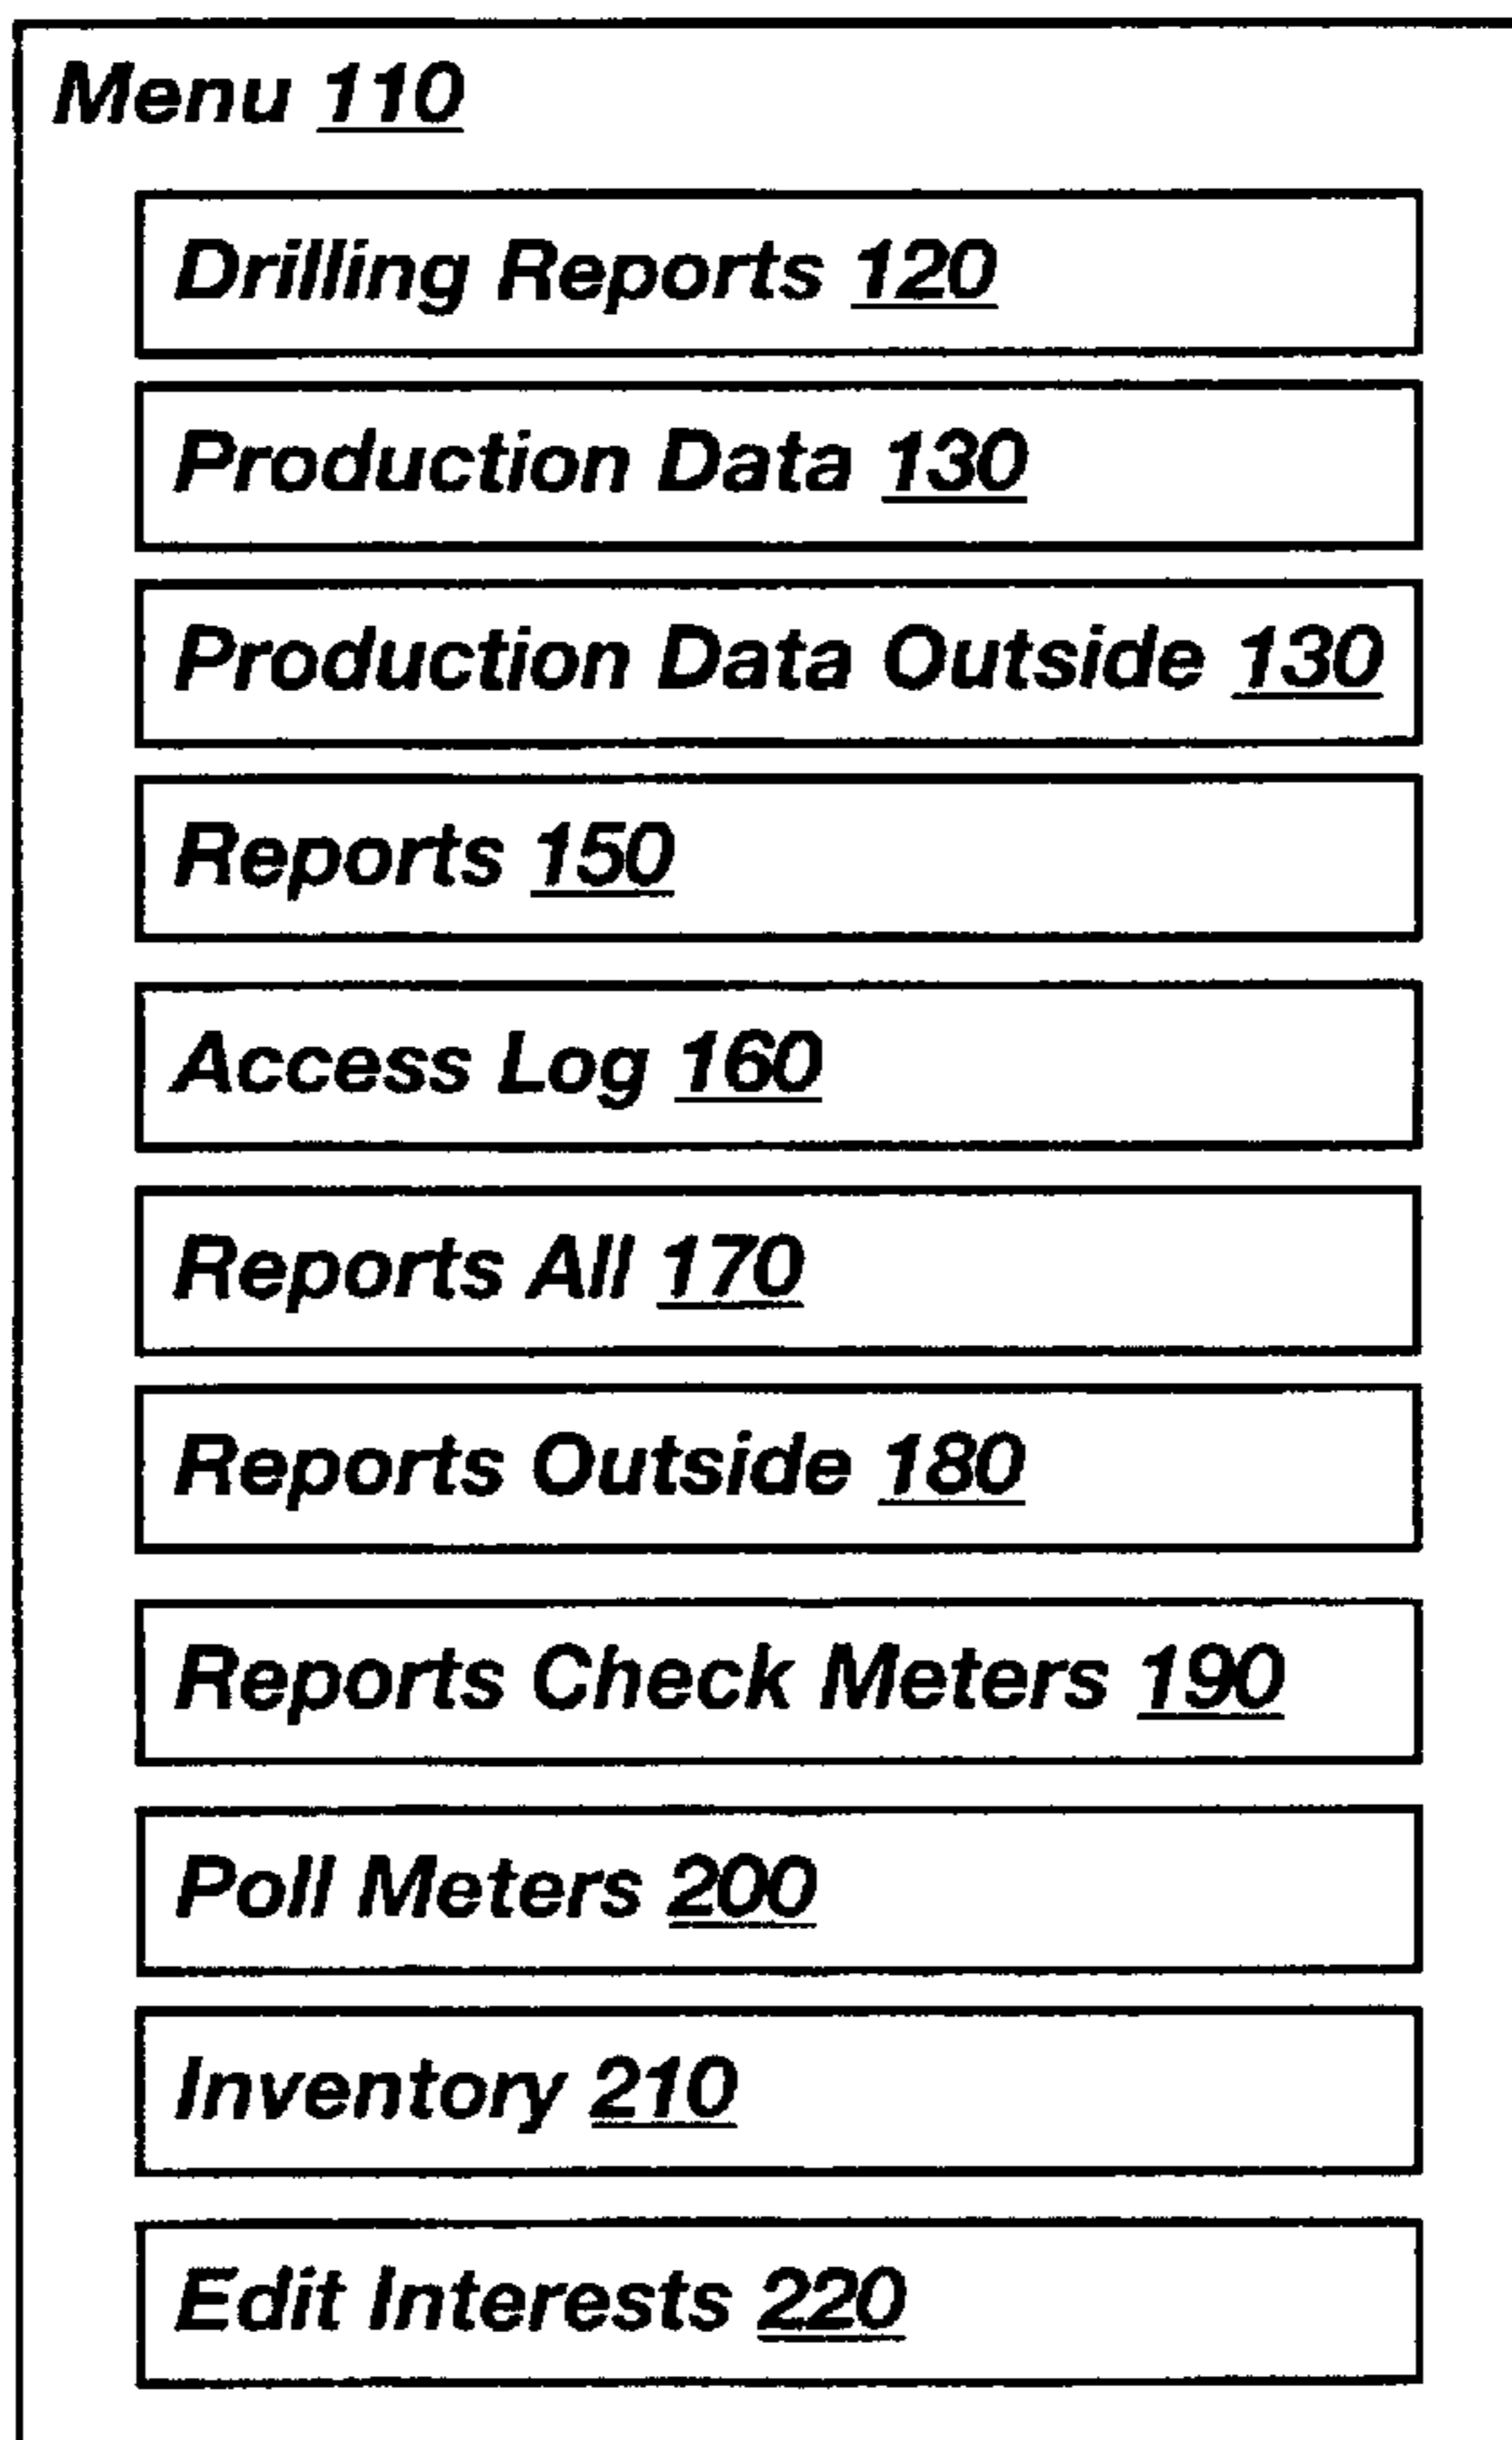 Menu 110
Drilling Reports 120
Production Data 130
Production Data Outside 130
Reports 150
Access Log 160
Reports All 170
Reports Outside 180
Reports Check Meters 190
Poll Meters 200
Inventory 210
Edit Interests 220